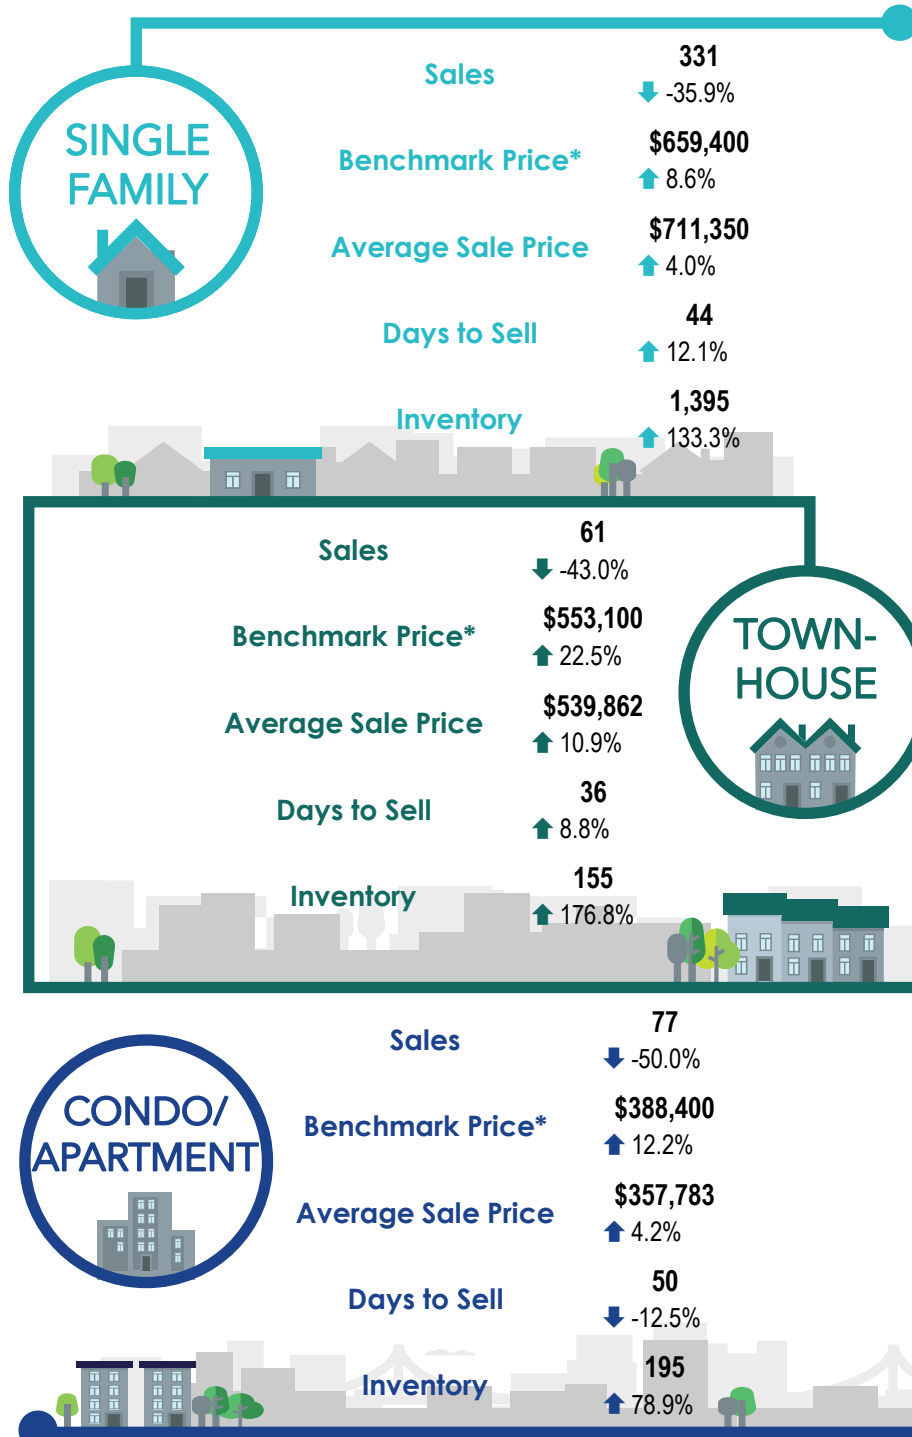 SINGLE
FAMILY
Sales
331
-35.9%
Benchmark Price*
$659,400
8.6%
Average Sale Price
$711,350
4.0%
Days to Sell
44
12.1%
Inventory
1,395
133.3%
TOWN-
HOUSE
Sales
61
-43.0%
Benchmark Price*
$553,100
22.5%
Average Sale Price
$539,862
10.9%
Days to Sell
36
8.8%
Inventory
155
176.8%
CONDO/
APARTMENT
Sales
77
-50.0%
Benchmark Price*
$388,400
12.2%
Average Sale Price
$357,783
4.2%
Days to Sell
50
-12.5%
Inventory
195
78.9%